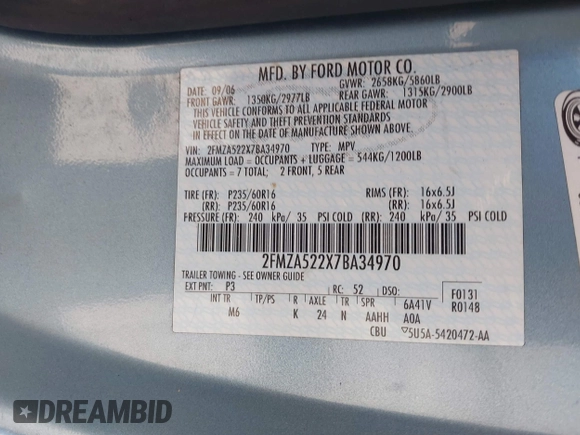 MFD. BY FORD MOTOR CO.
DATE: 09/06 GVWR: 2658KG/5860LB
FRONT GAWR: 1350KG/2977LB REAR GAWR: 1315KG/2900LB
THIS VEHICLE CONFORMS TO ALL APPLICABLE FEDERAL MOTOR
VEHICLE SAFETY AND THEFT PREVENTION STANDARDS
IN EFFECT ON THE DATE OF MANUFACTURE SHOWN ABOVE.
VIN: 2FMZA522X7BA34970 TYPE: MPV
MAXIMUM LOAD = OCCUPANTS + LUGGAGE = 544KG/1200LB
OCCUPANTS = 7 TOTAL; 2 FRONT, 5 REAR
TIRE (FR): P235/60R16 RIMS (FR): 16x6.5J
(RR): P235/60R16 (RR): 16x6.5J
PRESSURE (FR): 240 kPa/ 35 PSI COLD (RR): 240 kPa/ 35 PSI COLD
2FMZA522X7BA34970
TRAILER TOWING - SEE OWNER GUIDE
EXT PNT: P3 RC: 52 DSO: F0131
INT TR TP/PS R AXLE TR SPR 6A41V R0148
M6 K 24 N AAHH A0A
CBU 5U5A-5420472-AA
DREAMBID